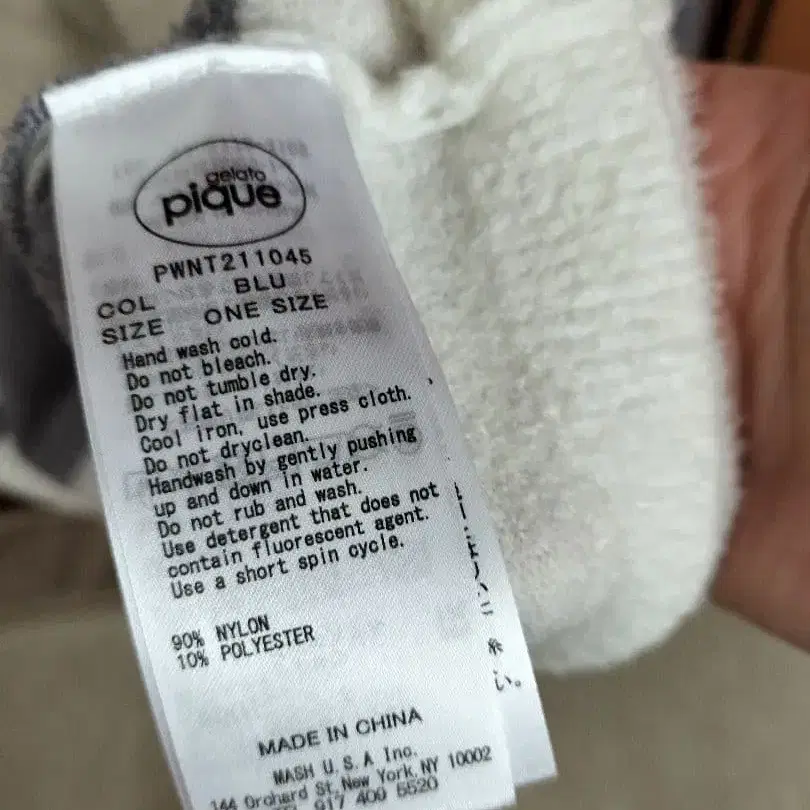 gelato
pique
PWNT211045
COL BLU
SIZE ONE SIZE
Hand wash cold.
Do not bleach.
Do not tumble dry.
Dry flat in shade.
Cool iron, use press cloth.
Do not dryclean.
Handwash by gently pushing
up and down in water.
Do not rub and wash.
Use detergent that does not
contain fluorescent agent.
Use a short spin cycle.
90% NYLON
10% POLYESTER
MADE IN CHINA
MASH U.S.A Inc.
144 Orchard St, New York, NY 10002
917 400 5520
い。